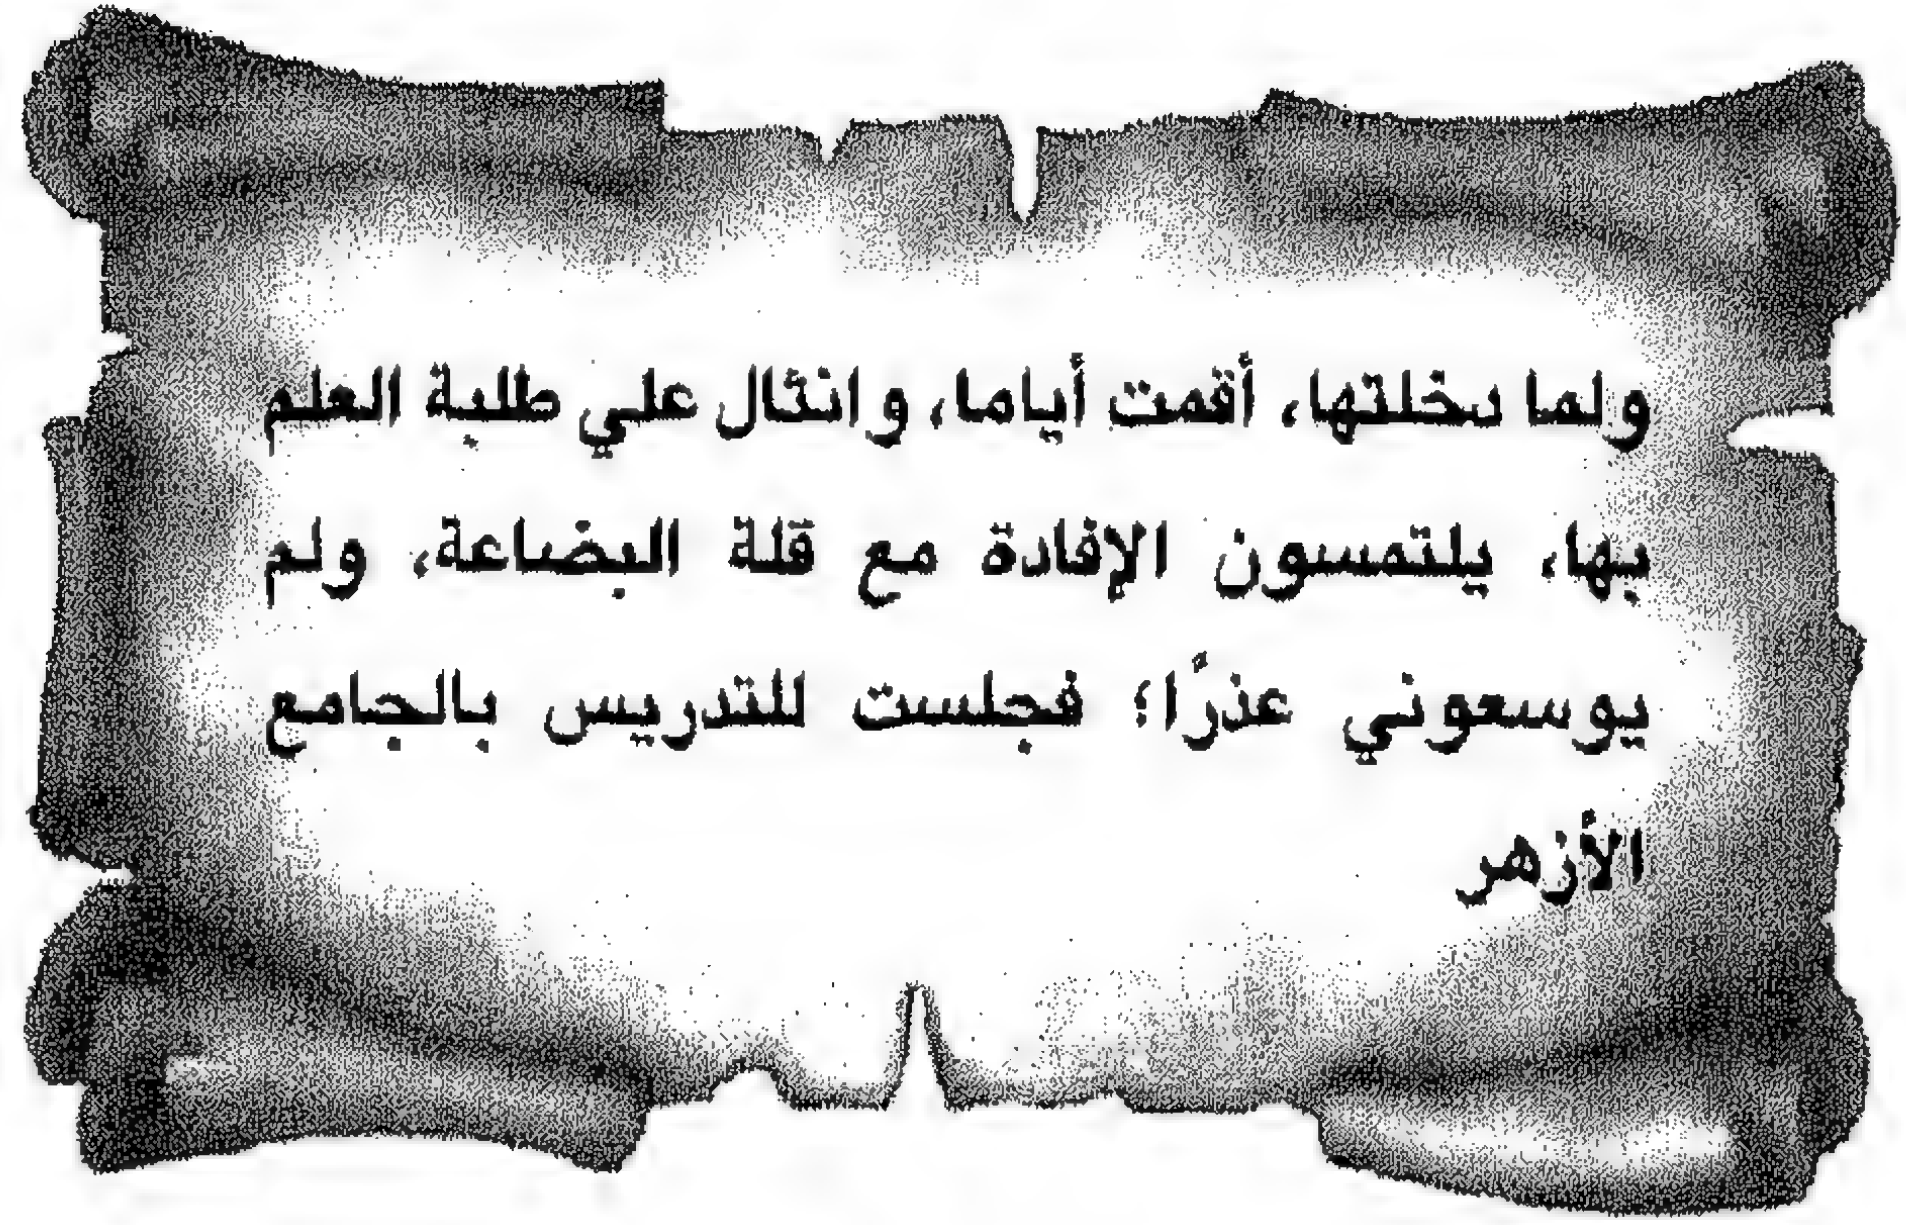 ولما دخلتها، أقمت أياما، وانثال علي طلبة العلم
بها، يلتمسون الإفادة مع قلة البضاعة، ولم
يوسعوني عذرًا؛ فجلست للتدريس بالجامع
الأزهر